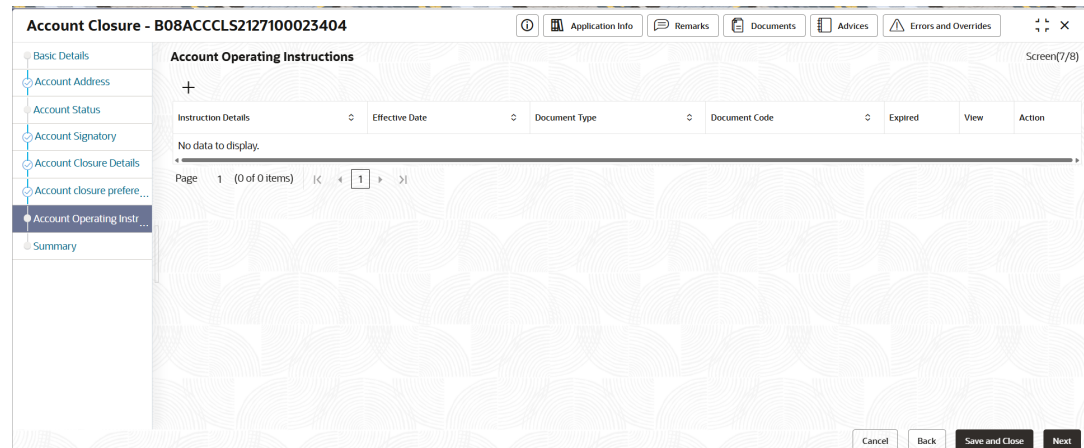 Account Closure - B08ACCCLS2127100023404
Application Info
Remarks
Documents
Advices
Errors and Overrides
Basic Details
Account Address
Account Status
Account Signatory
Account Closure Details
Account closure prefere...
Account Operating Instr...
Summary
Account Operating Instructions
Screen(7/8)
Instruction Details Effective Date Document Type Document Code Expired View Action
No data to display.
Page 1 (0 of 0 items) 1
Cancel Back Save and Close Next